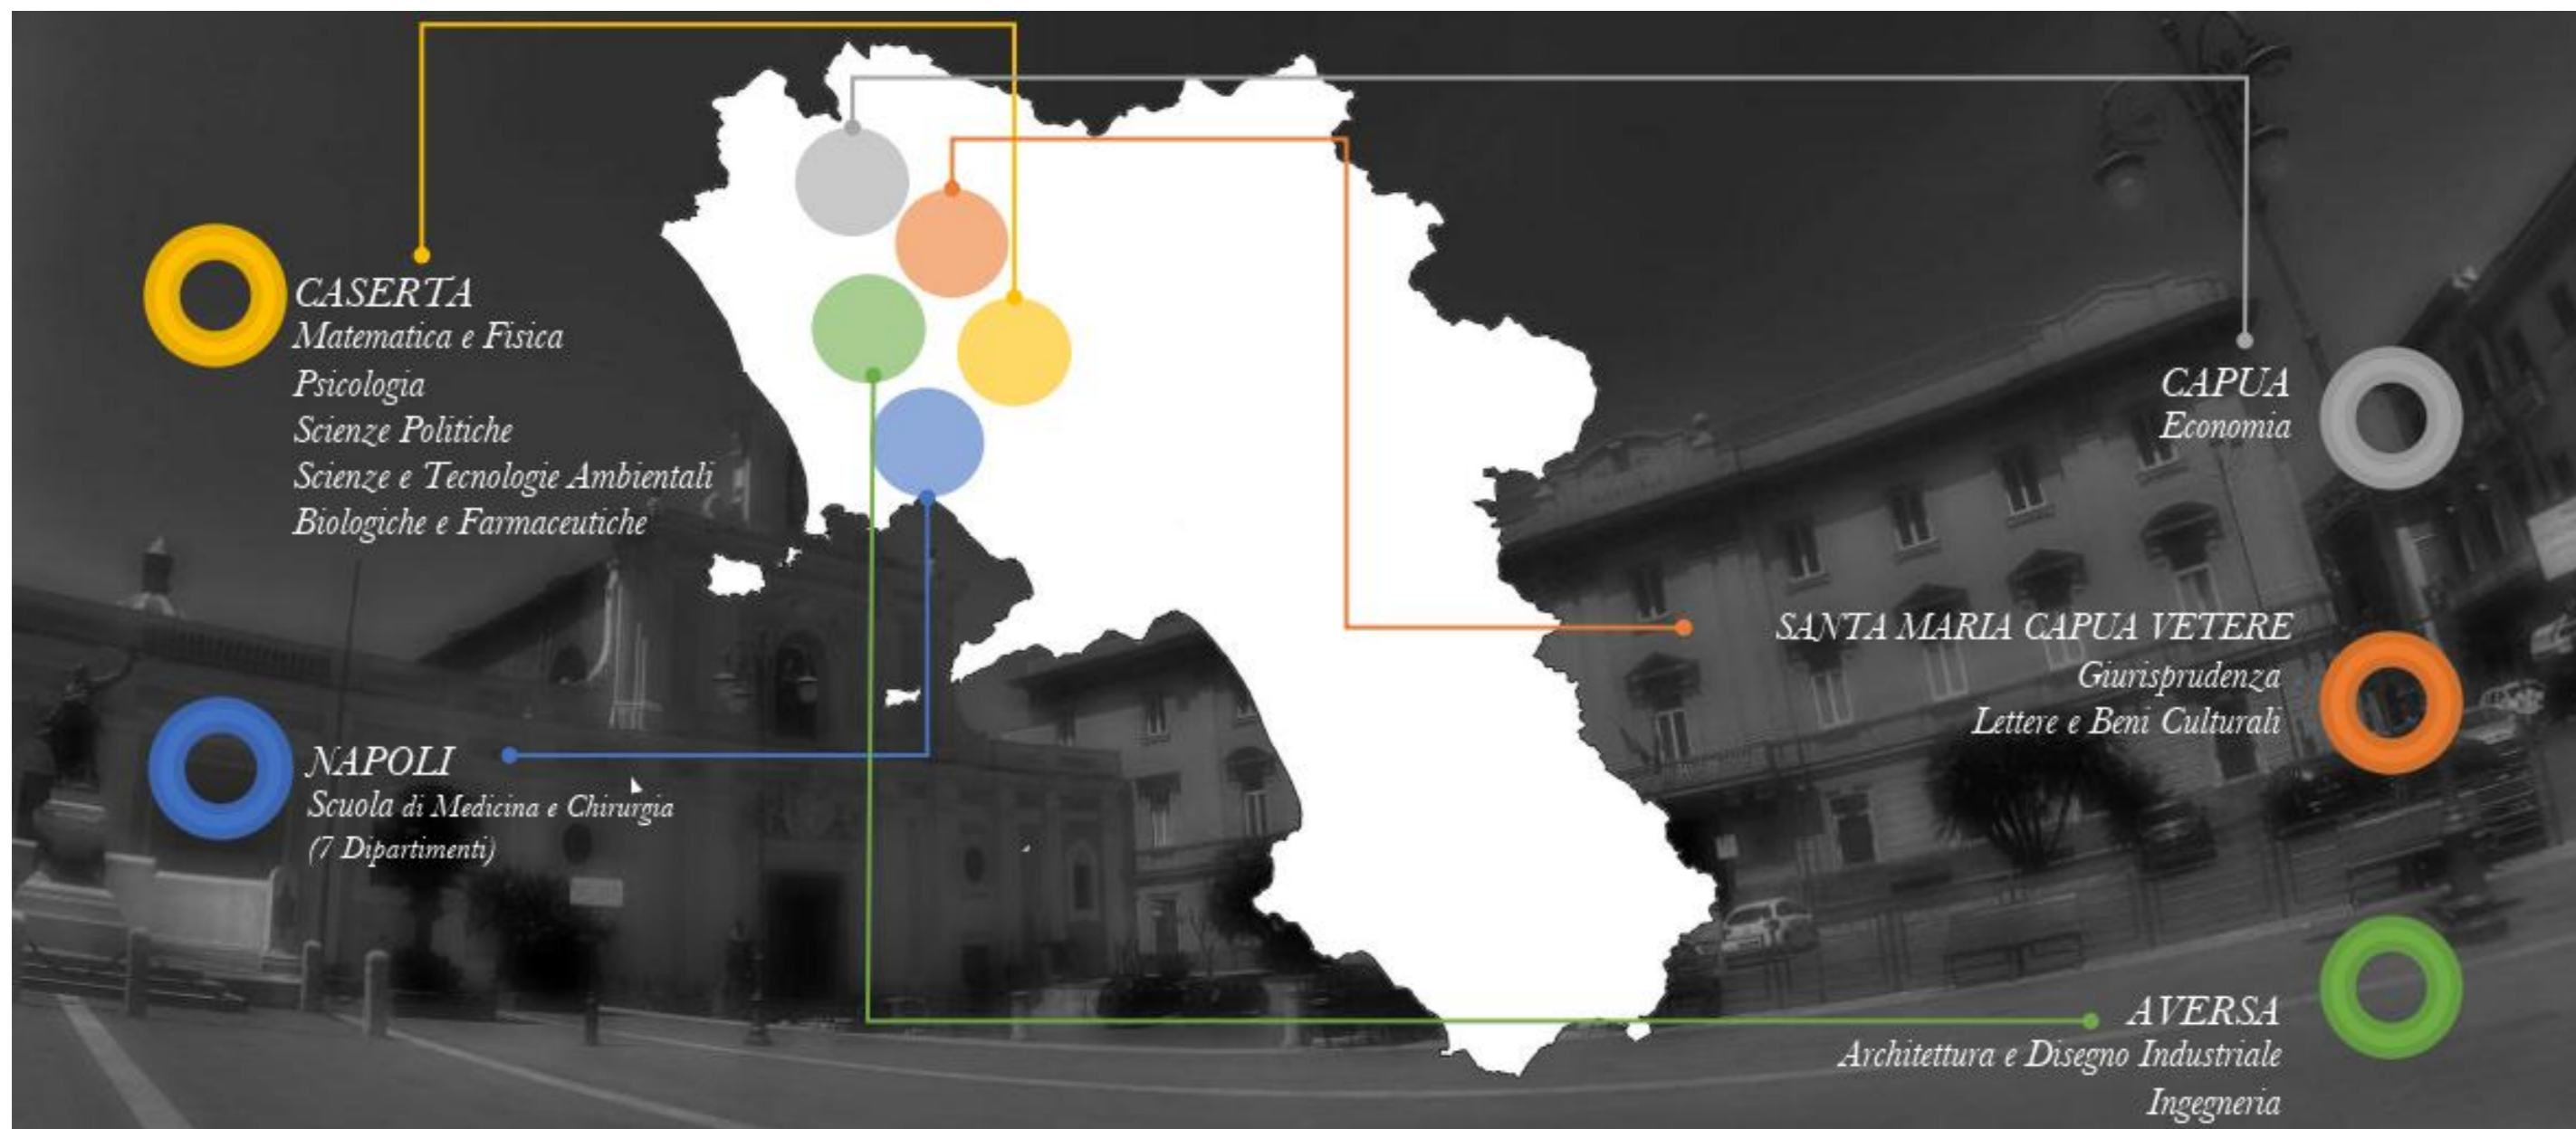 CASERTA
Matematica e Fisica
Psicologia
Scienze Politiche
Scienze e Tecnologie Ambientali
Biologiche e Farmaceutiche
NAPOLI
Scuola di Medicina e Chirurgia
(7 Dipartimenti)
CAPUA
Economia
SANTA MARIA CAPUA VETERE
Giurisprudenza
Lettere e Beni Culturali
AVERSA
Architettura e Disegno Industriale
Ingegneria